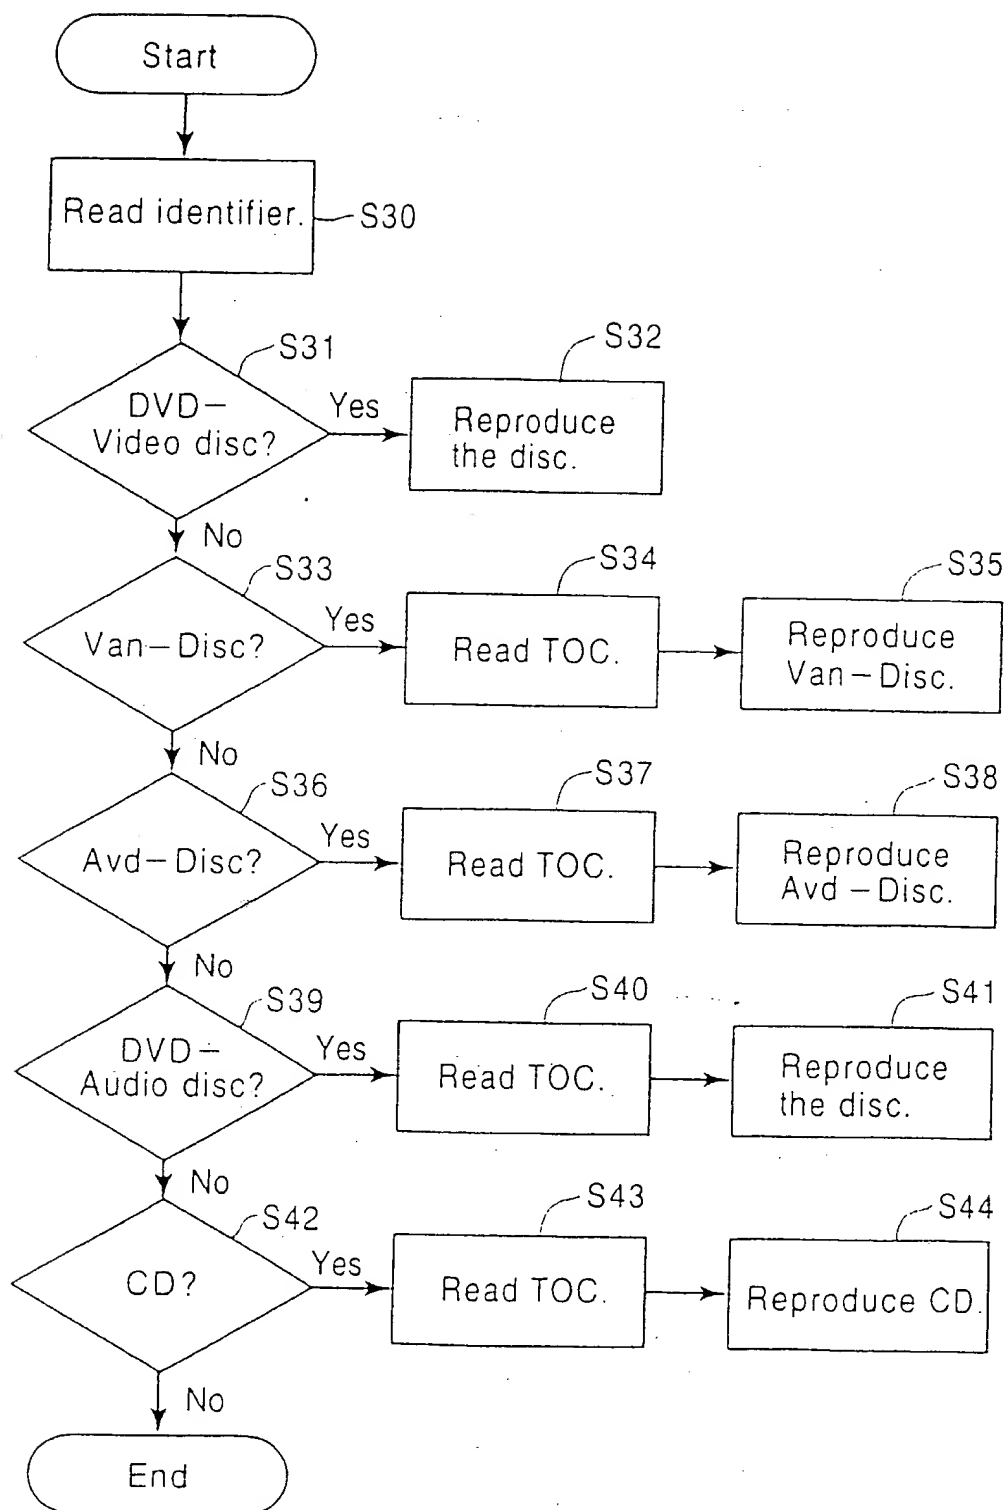 Start
Read identifier.
S30
S31
DVD−
Video disc?
Yes
S32
Reproduce
the disc.
No
S33
Van−Disc?
Yes
S34
Read TOC.
S35
Reproduce
Van−Disc.
No
S36
Avd−Disc?
Yes
S37
Read TOC.
S38
Reproduce
Avd−Disc.
No
S39
DVD−
Audio disc?
Yes
S40
Read TOC.
S41
Reproduce
the disc.
No
S42
CD?
Yes
S43
Read TOC.
S44
Reproduce CD.
No
End